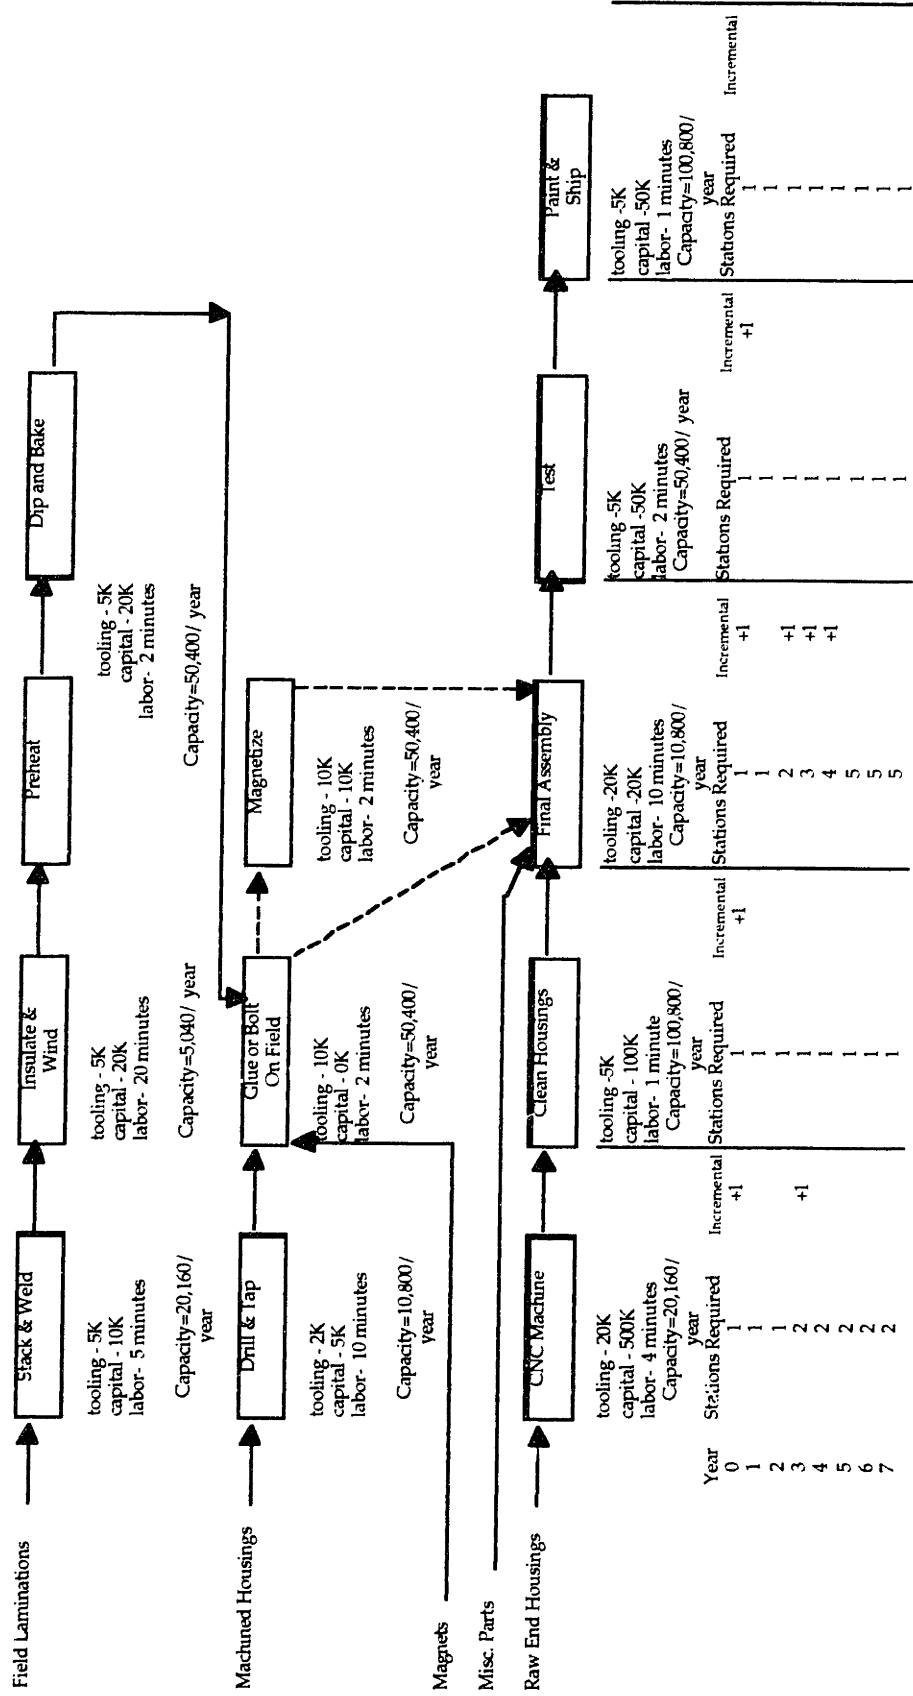 Field Laminations
Stack & Weld
Insulate &
Wind
Preheat
Dip and Bake
tooling - 5K
capital - 10K
labor- 5 minutes
Capacity=20,160/
year
tooling - 5K
capital - 20K
labor- 20 minutes
Capacity=5,040/ year
tooling - 5K
capital - 20K
labor- 2 minutes
Capacity=50,400/ year
Machined Housings
Drill & Tap
Glue or Bolt
On Field
Magnetize
tooling - 2K
capital - 5K
labor- 10 minutes
Capacity=10,800/
year
tooling - 10K
capital - 0K
labor- 2 minutes
Capacity=50,400/
year
tooling - 10K
capital - 10K
labor- 2 minutes
Capacity=50,400/
year
Magnets
Misc. Parts
Raw End Housings
CNC Machine
Clean Housings
Final Assembly
Test
Paint &
Ship
tooling - 20K
capital - 500K
labor- 4 minutes
Capacity=20,160/
year
tooling -5K
capital - 100K
labor- 1 minute
Capacity=100,800/
year
tooling -20K
capital -20K
labor- 10 minutes
Capacity=10,800/
year
tooling -5K
capital -50K
labor- 2 minutes
Capacity=50,400/ year
tooling -5K
capital -50K
labor- 1 minutes
Capacity=100,800/
year
Year Stations Required Incremental Stations Required Incremental Stations Required Incremental Stations Required Incremental Stations Required Incremental
0 1 +1 1 +1 1 +1 1 +1 1
1 1 1 1 1 1
2 1 1 2 +1 1 1
3 2 +1 1 3 +1 1 1
4 2 1 4 +1 1 1
5 2 1 5 1 1
6 2 1 5 1 1
7 2 1 5 1 1